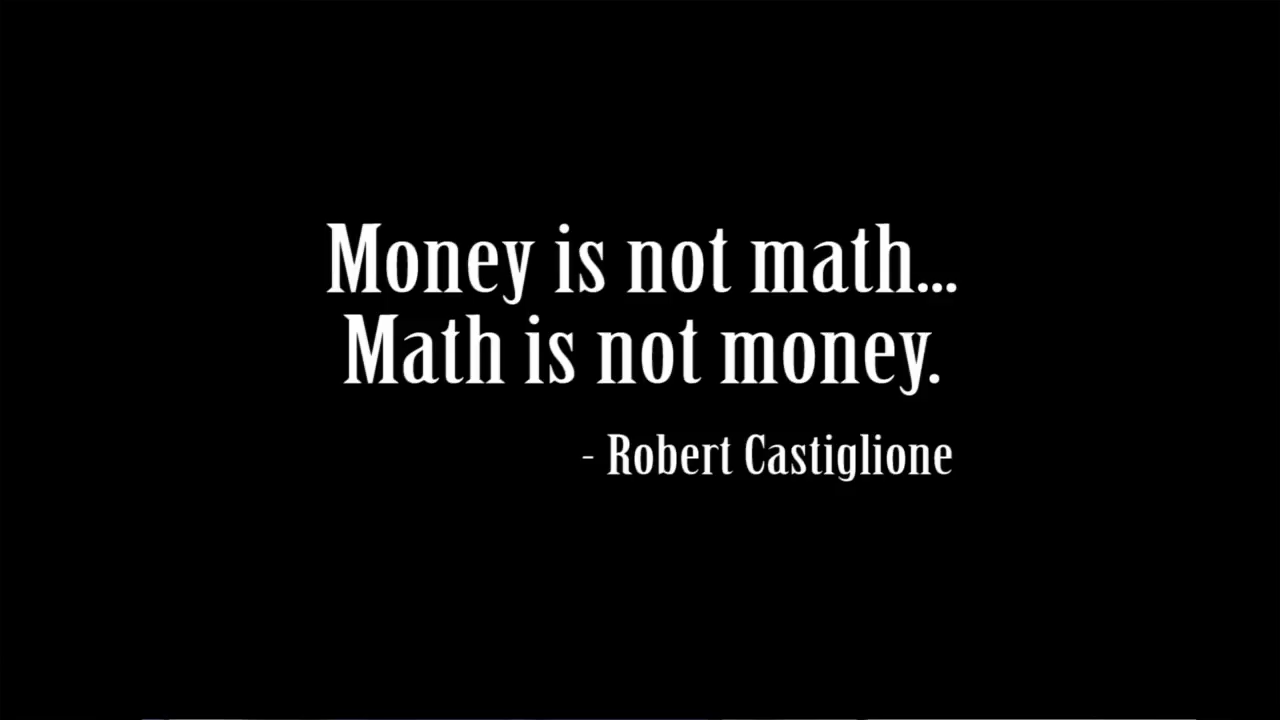 Money is not math...
Math is not money.
- Robert Castiglione